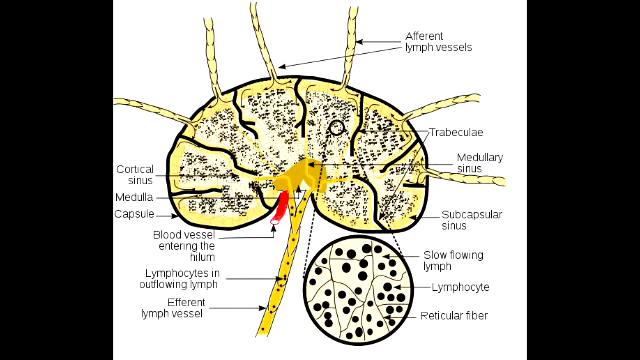 Afferent
lymph vessels
Trabeculae
Medullary
sinus
Cortical
sinus
Medulla
Capsule
Subcapsular
sinus
Blood vessel
entering the
hilum
Slow flowing
lymph
Lymphocytes in
outflowing lymph
Lymphocyte
Efferent
lymph vessel
Reticular fiber